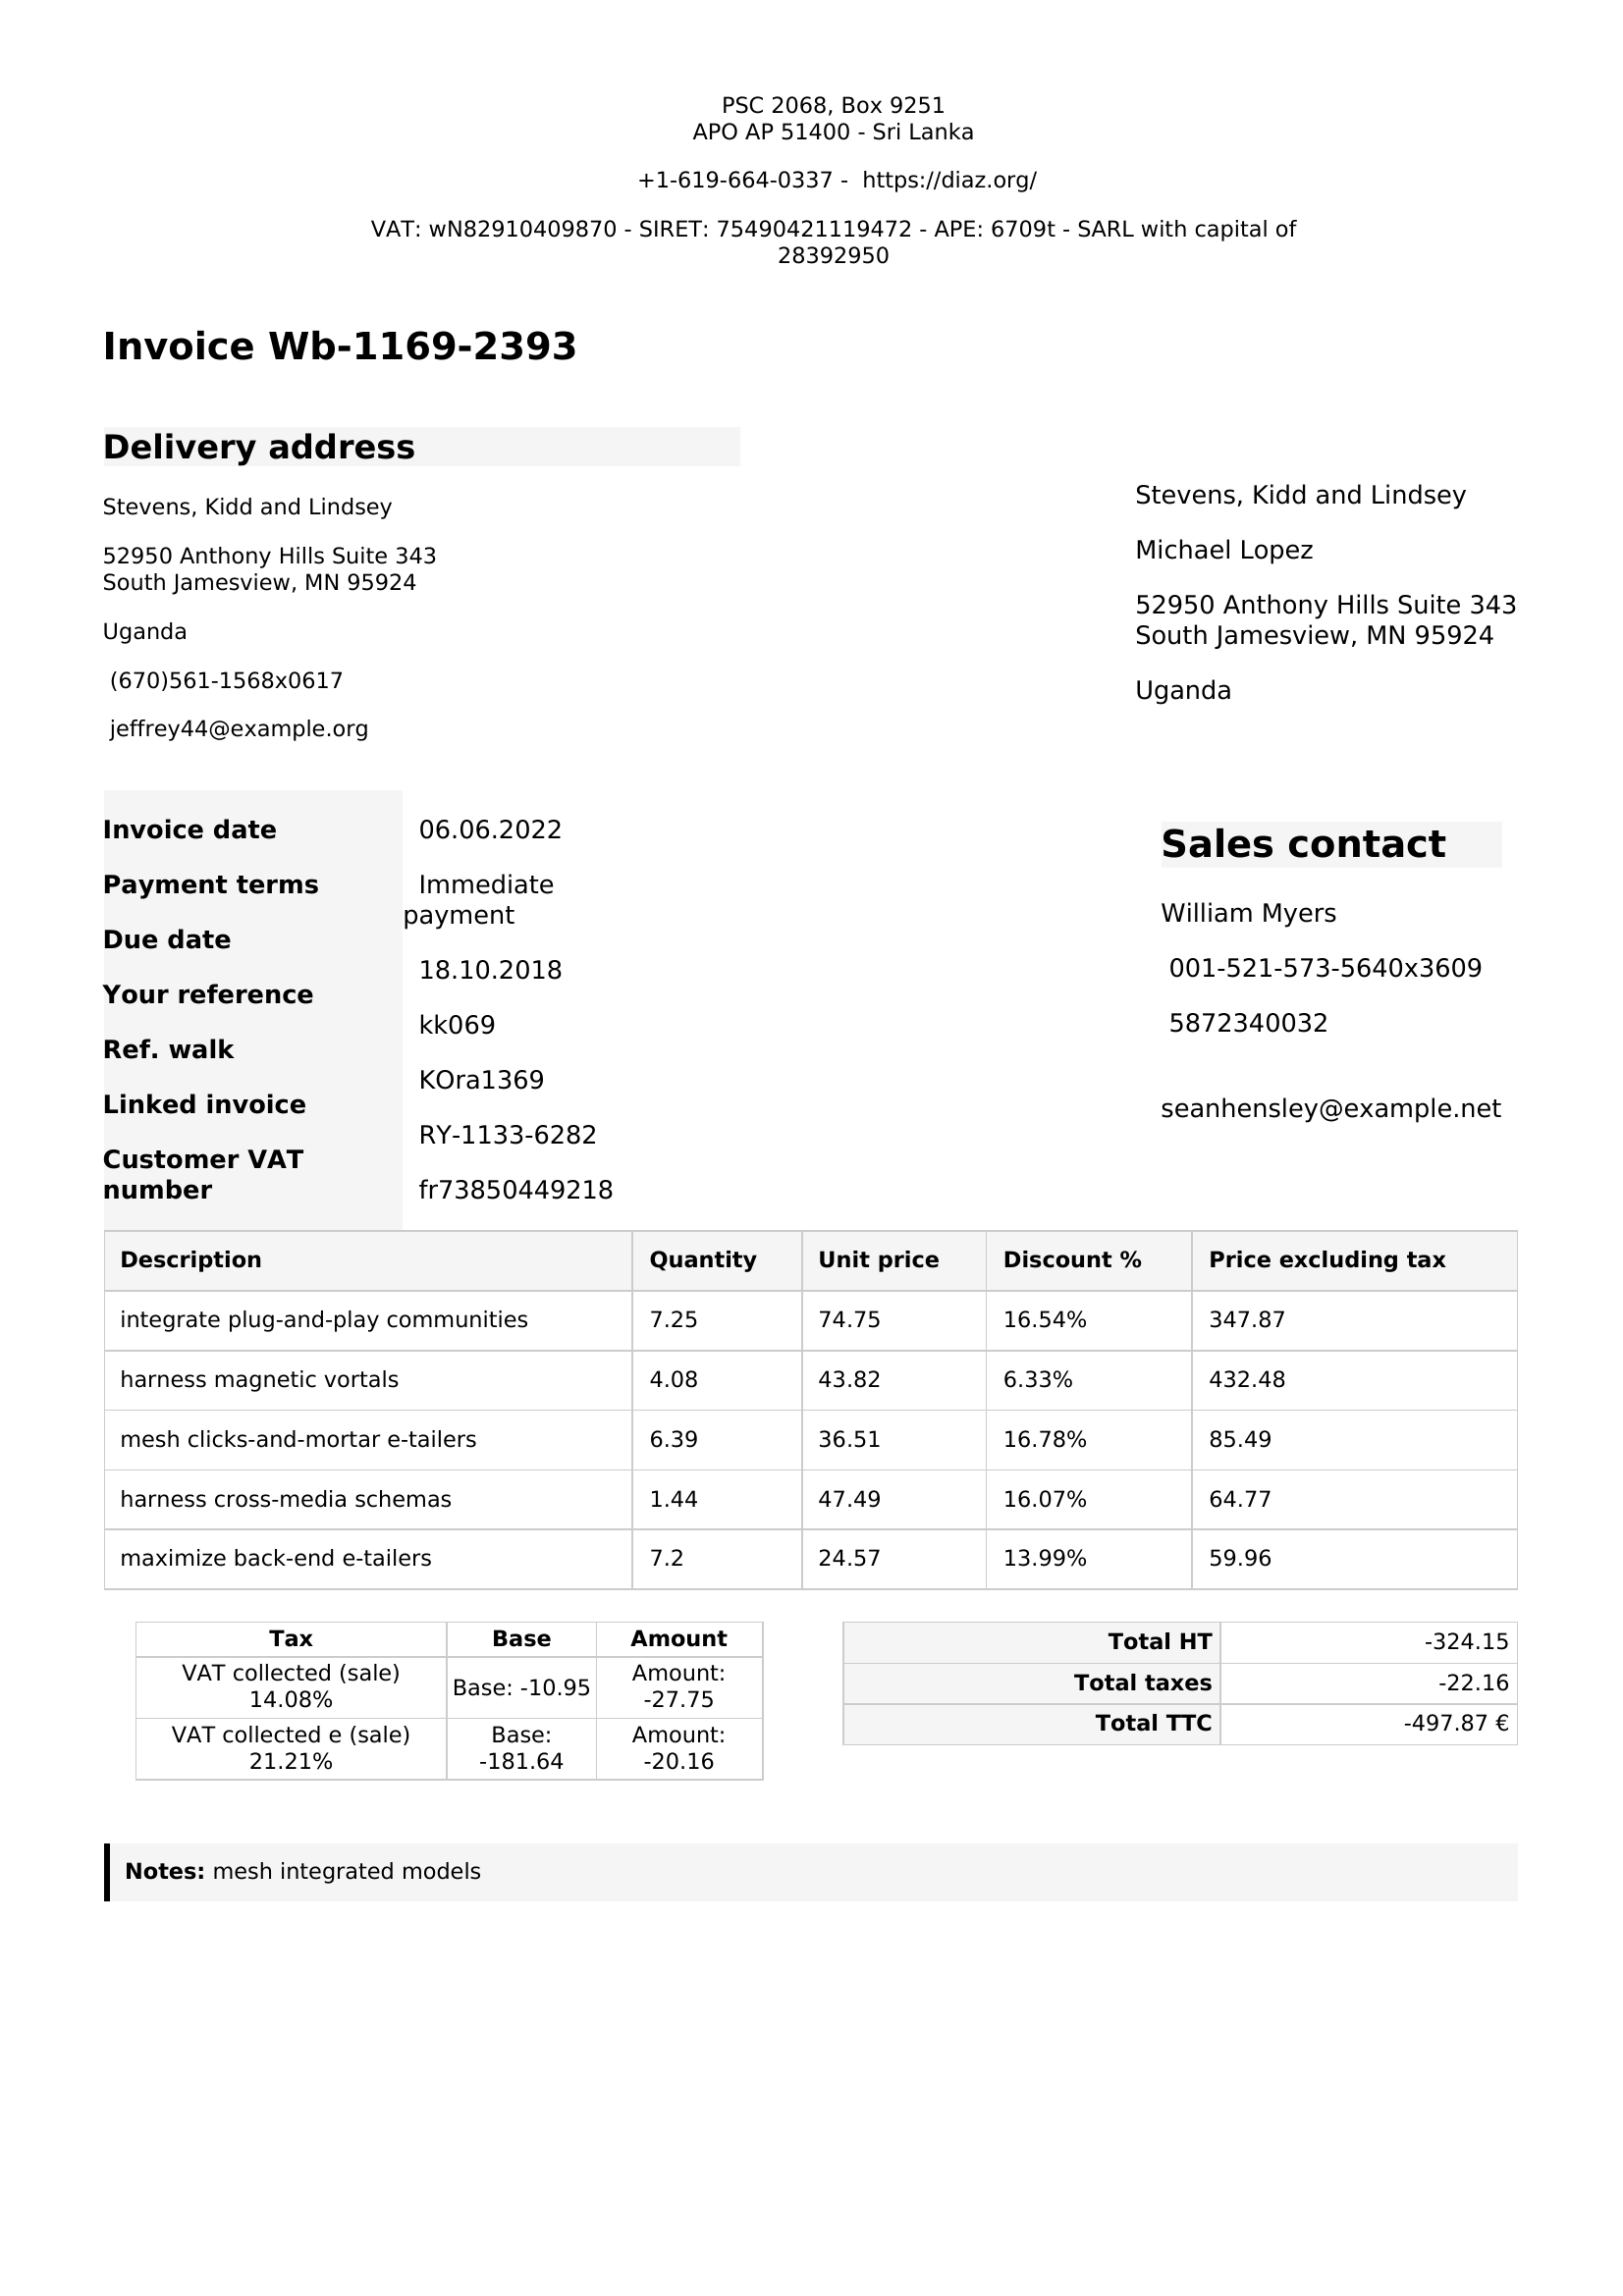 PSC 2068, Box 9251
APO AP 51400 - Sri Lanka
+1-619-664-0337 - https://diaz.org/
VAT: wN82910409870 - SIRET: 75490421119472 - APE: 6709t - SARL with capital of
28392950
Invoice Wb-1169-2393
Delivery address
Stevens, Kidd and Lindsey
52950 Anthony Hills Suite 343
South Jamesview, MN 95924
Uganda
(670)561-1568x0617
jeffrey44@example.org
Stevens, Kidd and Lindsey
Michael Lopez
52950 Anthony Hills Suite 343
South Jamesview, MN 95924
Uganda
Invoice date
Payment terms
Due date
Your reference
Ref. walk
Linked invoice
Customer VAT
number
06.06.2022
Immediate
payment
18.10.2018
kk069
KOra1369
RY-1133-6282
fr73850449218
Sales contact
William Myers
001-521-573-5640x3609
5872340032
seanhensley@example.net
Description Quantity Unit price Discount % Price excluding tax
integrate plug-and-play communities 7.25 74.75 16.54% 347.87
harness magnetic vortals 4.08 43.82 6.33% 432.48
mesh clicks-and-mortar e-tailers 6.39 36.51 16.78% 85.49
harness cross-media schemas 1.44 47.49 16.07% 64.77
maximize back-end e-tailers 7.2 24.57 13.99% 59.96
Tax Base Amount
VAT collected (sale)
14.08%
Base: -10.95
Amount:
-27.75
VAT collected e (sale)
21.21%
Base:
-181.64
Amount:
-20.16
Total HT -324.15
Total taxes -22.16
Total TTC -497.87 €
Notes: mesh integrated models